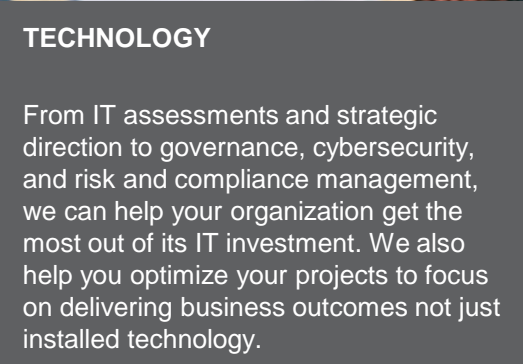 TECHNOLOGY
From IT assessments and strategic
direction to governance, cybersecurity,
and risk and compliance management,
we can help your organization get the
most out of its IT investment. We also
help you optimize your projects to focus
on delivering business outcomes not just
installed technology.